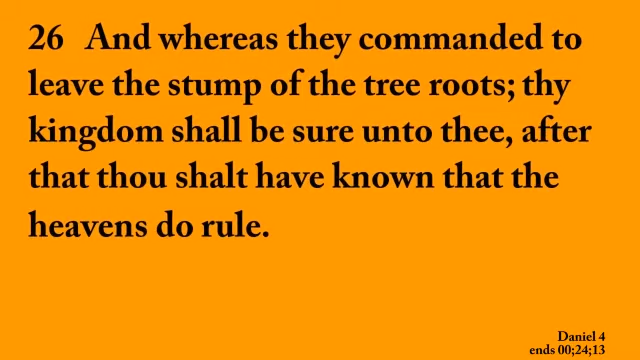 26 And whereas they commanded to
leave the stump of the tree roots; thy
kingdom shall be sure unto thee, after
that thou shalt have known that the
heavens do rule.
Daniel 4
ends 00;24;13